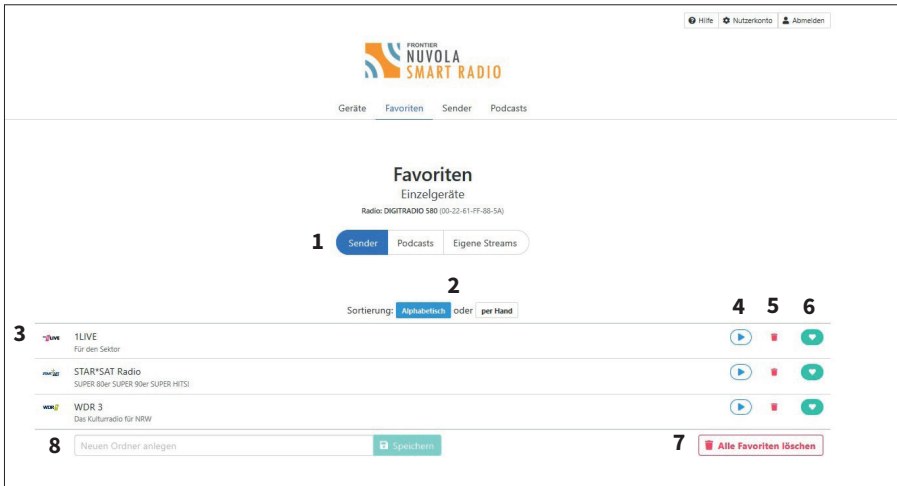 Hilfe Nutzerkonto Abmelden
FRONTIER
NUVOLA
SMART RADIO
Geräte Favoriten Sender Podcasts
Favoriten
Einzelgeräte
Radio: DIGITRADIO 580 (00-22-61-FF-88-5A)
1 Sender Podcasts Eigene Streams
2
Sortierung: Alphabetisch oder per Hand
4 5 6
3 1LIVE
Für den Sektor
STAR*SAT Radio
SUPER 80er SUPER 90er SUPER HITS!
WDR 3
Das Kulturradio für NRW
8 Neuen Ordner anlegen Speichern 7 Alle Favoriten löschen